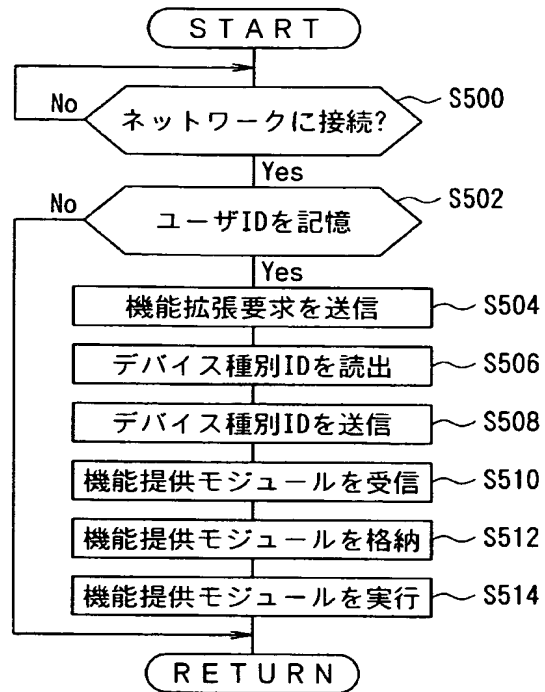 START
No
ネットワークに接続?
S500
Yes
No
ユーザIDを記憶
S502
Yes
機能拡張要求を送信
S504
デバイス種別IDを読出
S506
デバイス種別IDを送信
S508
機能提供モジュールを受信
S510
機能提供モジュールを格納
S512
機能提供モジュールを実行
S514
RETURN